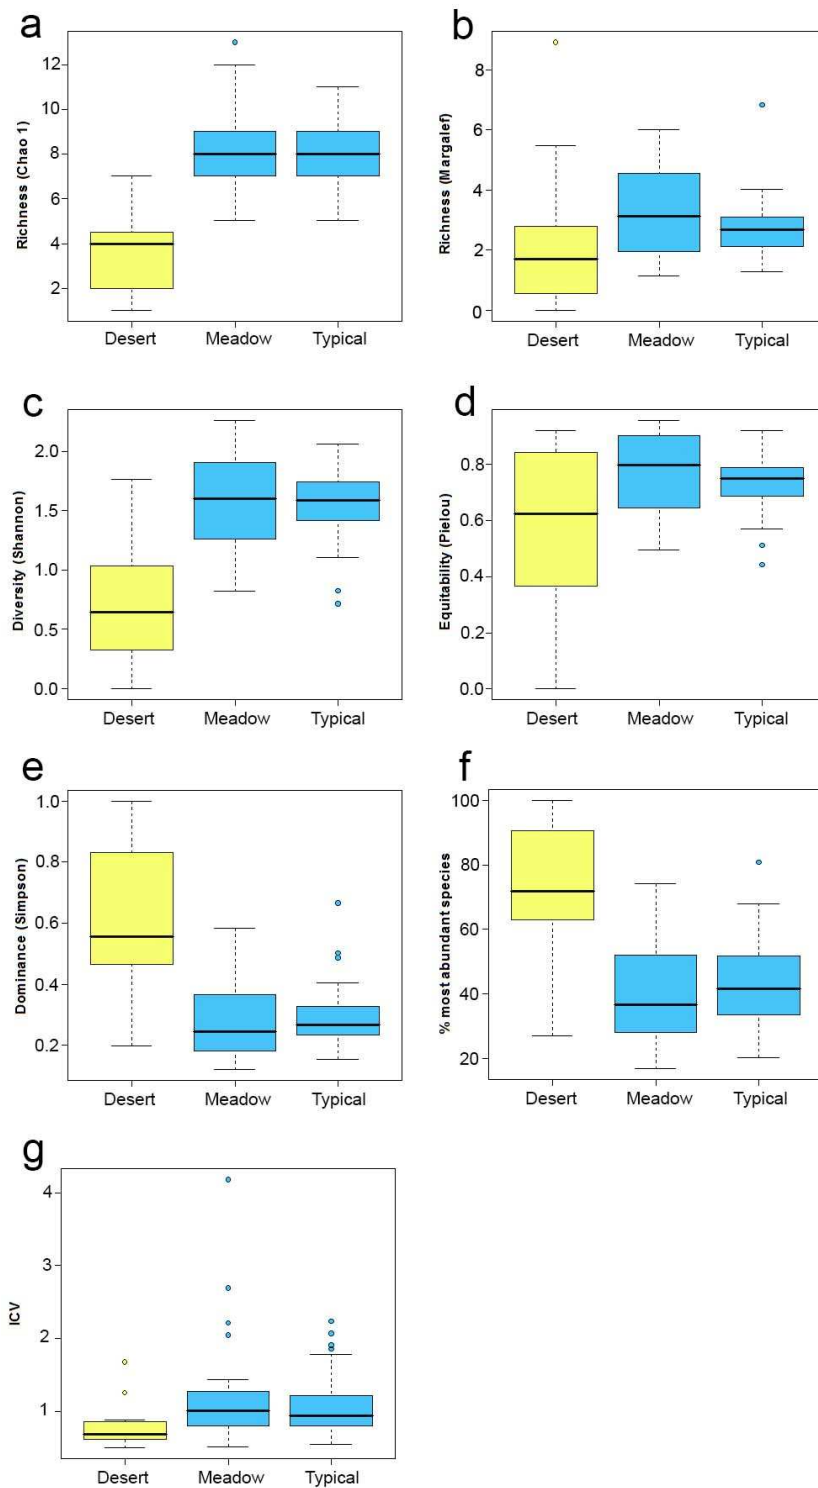 a
Richness (Chao 1)
12
10
8
6
4
2
Desert Meadow Typical
b
Richness (Margalef)
8
6
4
2
0
Desert Meadow Typical
c
Diversity (Shannon)
2.0
1.5
1.0
0.5
0.0
Desert Meadow Typical
d
Equitability (Pielou)
0.8
0.6
0.4
0.2
0.0
Desert Meadow Typical
e
Dominance (Simpson)
1.0
0.8
0.6
0.4
0.2
Desert Meadow Typical
f
% most abundant species
100
80
60
40
20
Desert Meadow Typical
g
ICV
4
3
2
1
Desert Meadow Typical